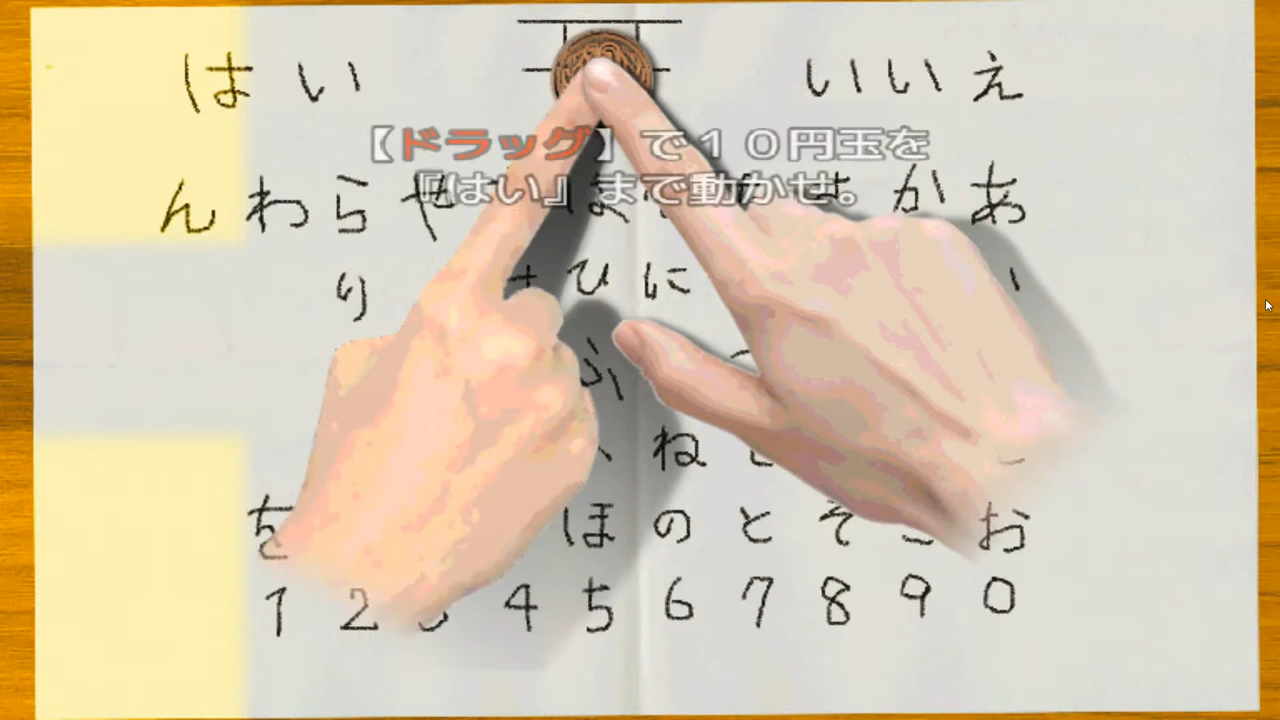 はい いいえ
【ドラッグ】で１０円玉を
『はい』まで動かせ。
んわらや は か あ
り ひ に
ふ
ね
を ほ の と そ お
1 2 4 5 6 7 8 9 0